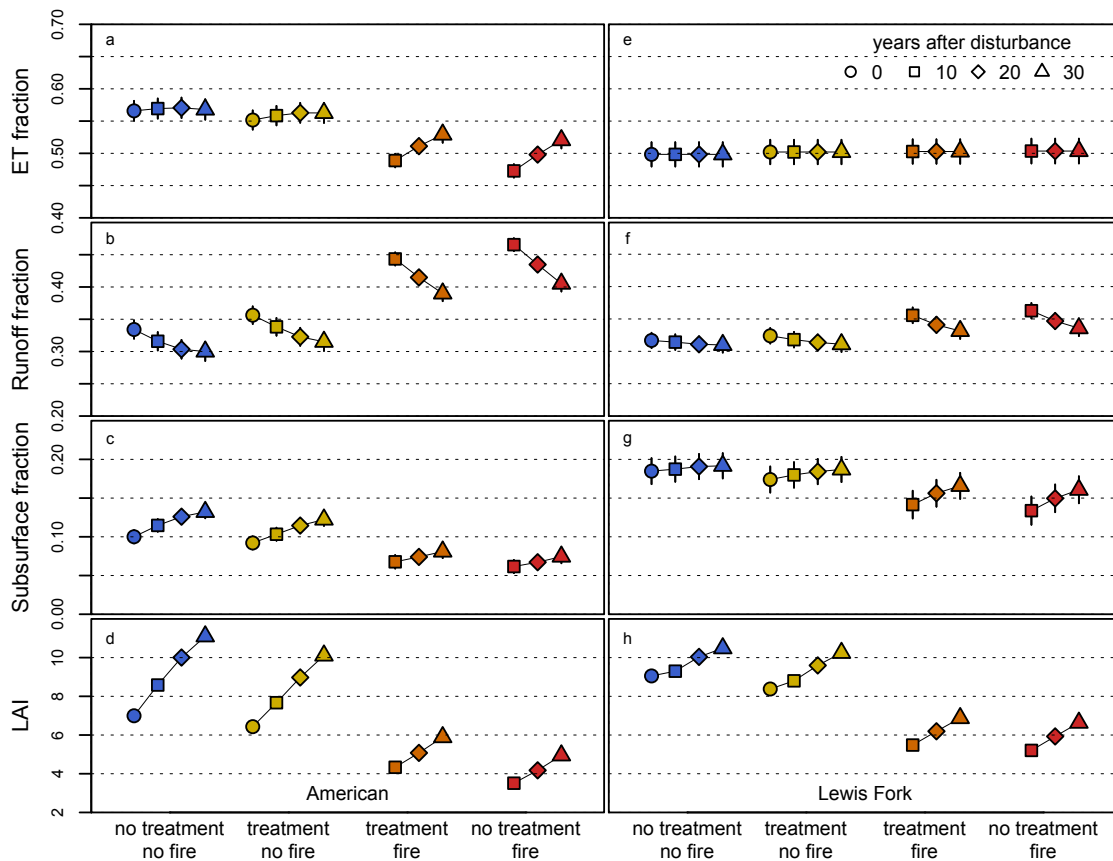 a
e
years after disturbance
0 10 20 30
ET fraction
0.40 0.50 0.60 0.70
b
f
Runoff fraction
0.20 0.30 0.40
c
g
Subsurface fraction
0.00 0.10 0.20
d
h
LAI
2 4 6 8 10
American
Lewis Fork
no treatment treatment treatment no treatment no treatment treatment treatment no treatment
no fire no fire fire fire no fire no fire fire fire